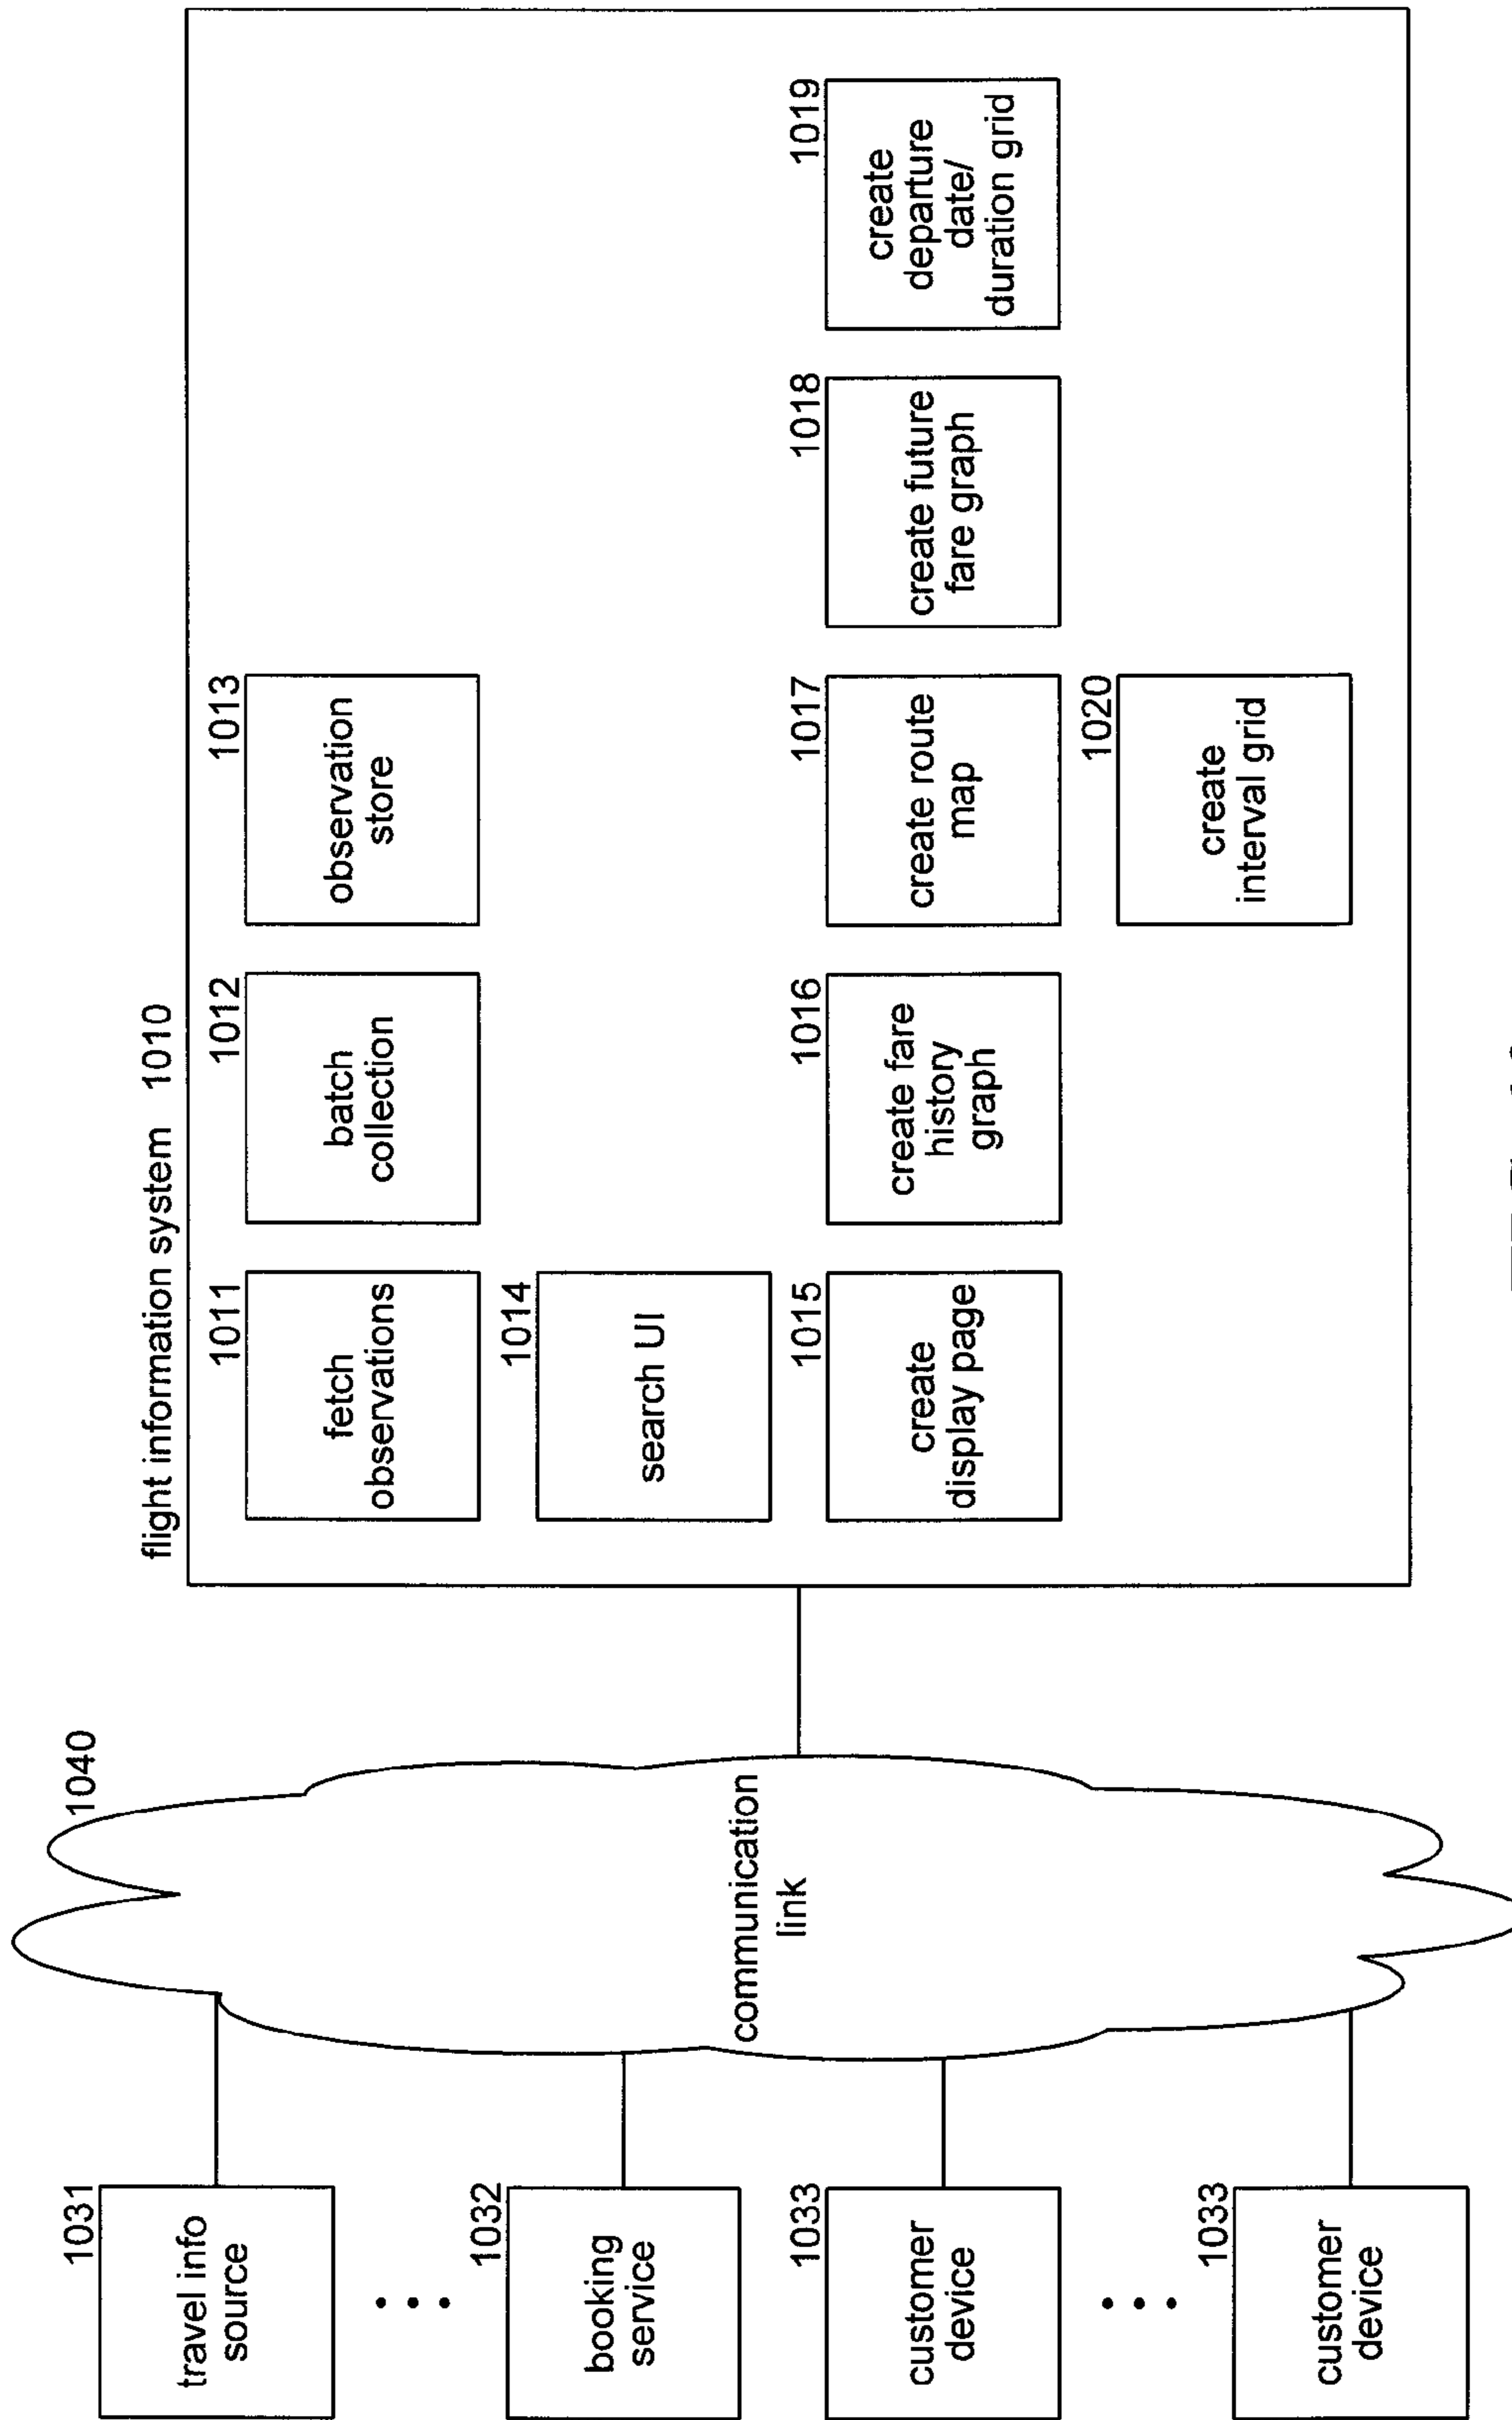 flight information system 1010
1040
1031
travel info
source
1032
booking
service
1033
customer
device
1033
customer
device
communication
link
1011
fetch
observations
1012
batch
collection
1013
observation
store
1014
search UI
1015
create
display page
1016
create fare
history
graph
1017
create route
map
1018
create future
fare graph
1019
create
departure
date/
duration grid
1020
create
interval grid